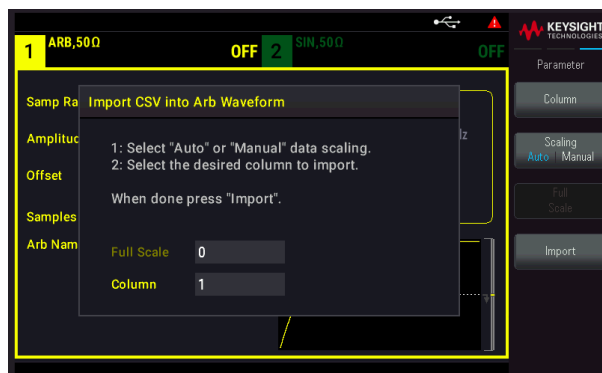 KEYSIGHT
TECHNOLOGIES
1 ARB,50Ω OFF 2 SIN,50Ω OFF
Parameter
Samp Ra
Import CSV into Arb Waveform
Column
Amplituc
1: Select "Auto" or "Manual" data scaling.
Hz
Scaling
Auto Manual
2: Select the desired column to import.
Offset
When done press "Import".
Full
Scale
Samples
Arb Nam
Full Scale 0
Import
Column 1